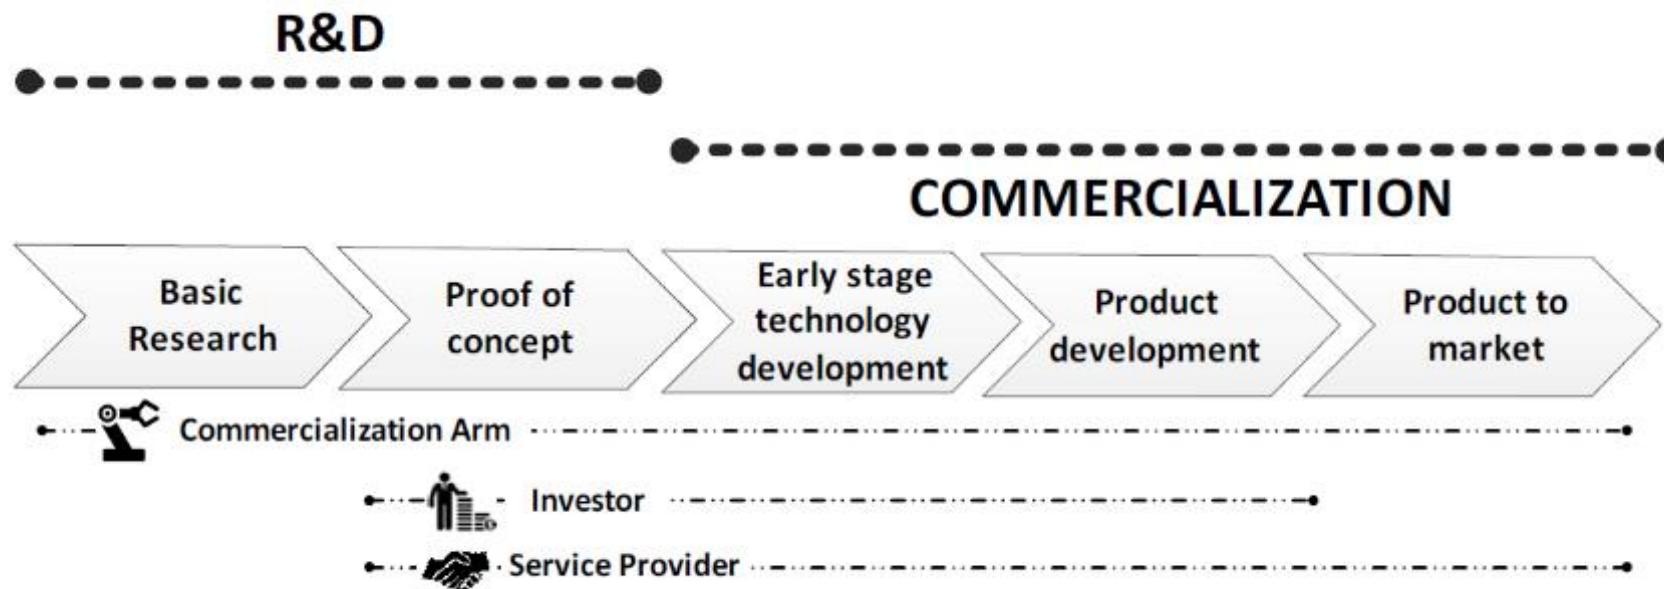 R&D
COMMERCIALIZATION
Basic
Research
Proof of
concept
Early stage
technology
development
Product
development
Product to
market
Commercialization Arm
Investor
Service Provider